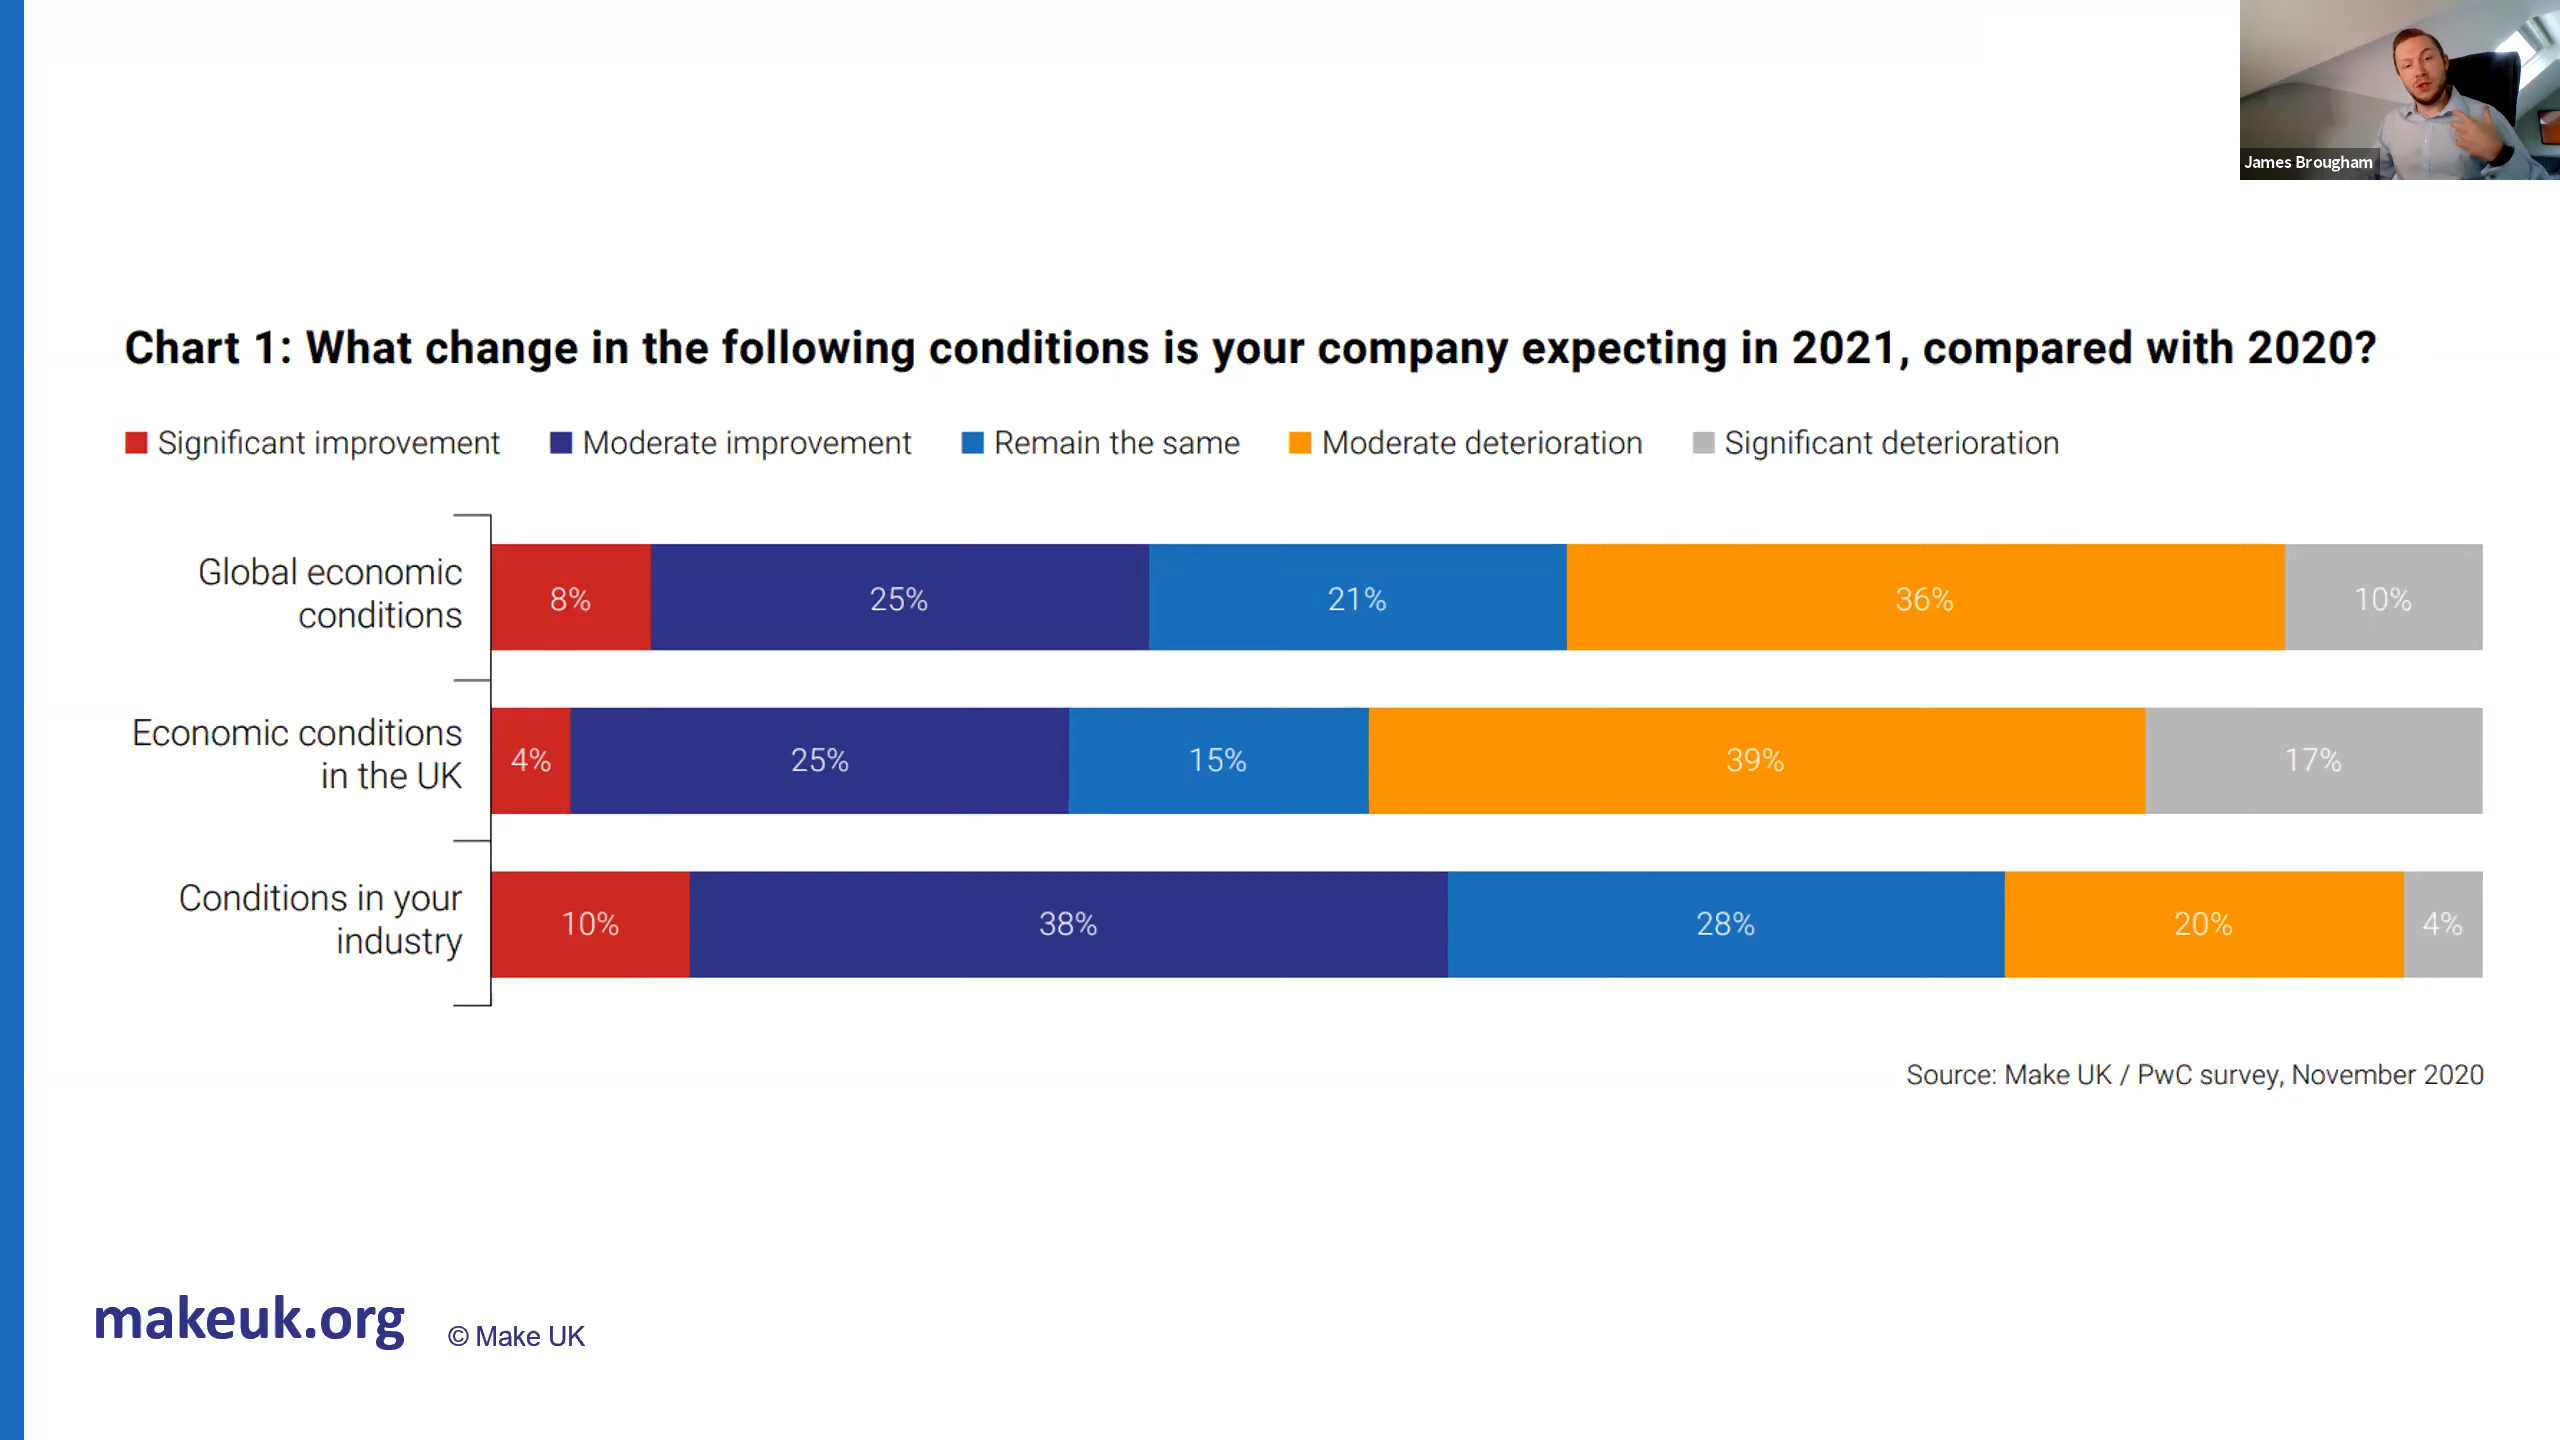 James Brougham
Chart 1: What change in the following conditions is your company expecting in 2021, compared with 2020?
Significant improvement
Moderate improvement
Remain the same
Moderate deterioration
Significant deterioration
Global economic
conditions
8%
25%
21%
36%
10%
Economic conditions
in the UK
4%
25%
15%
39%
17%
Conditions in your
industry
10%
38%
28%
20%
4%
Source: Make UK / PwC survey, November 2020
makeuk.org
© Make UK